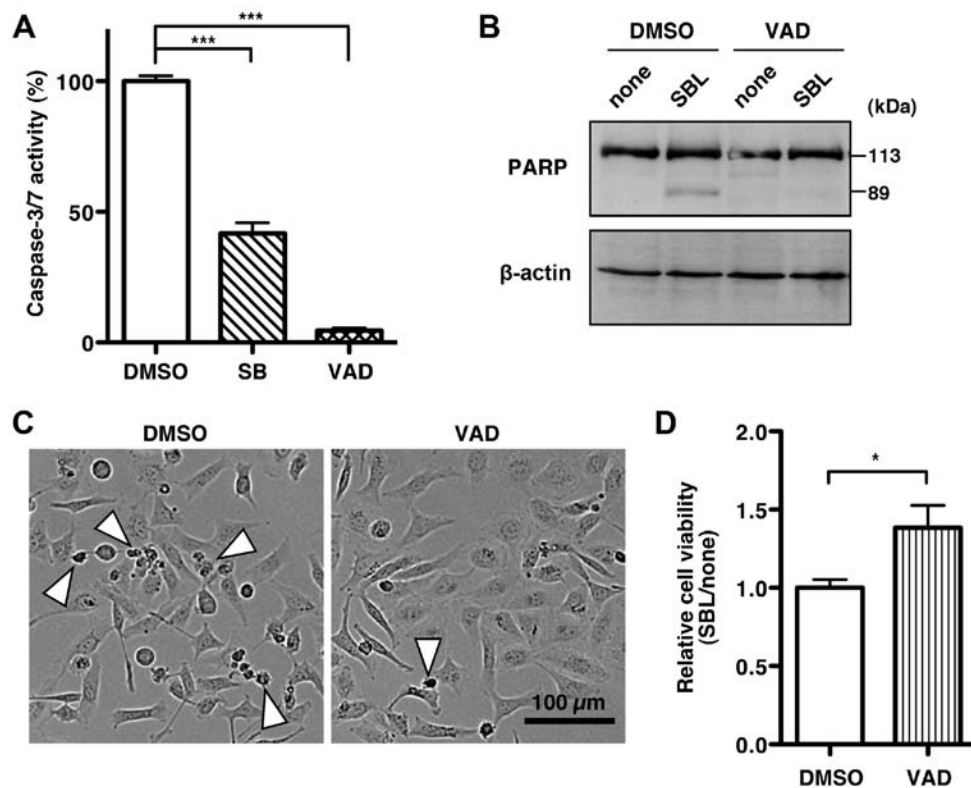 A
Caspase-3/7 activity (%)
100
50
0
***
***
DMSO SB VAD
B
DMSO VAD
none SBL none SBL
(kDa)
PARP
113
89
β-actin
C
DMSO VAD
100 µm
D
Relative cell viability
(SBL/none)
2.0
1.5
1.0
0.5
0.0
*
DMSO VAD